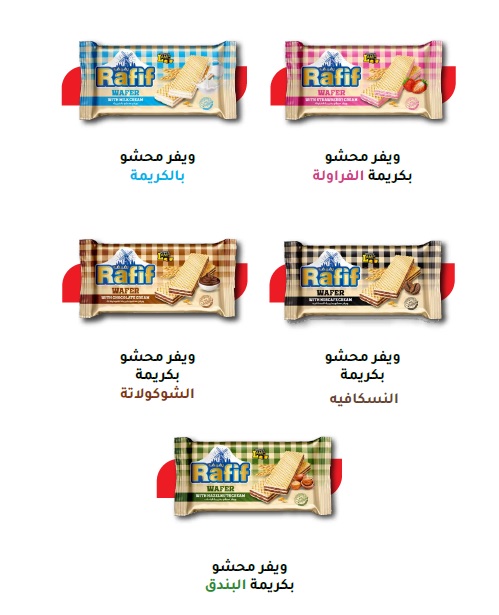 Rafif
WAFER
WITH MILK CREAM
ويفر محشو
بالكريمة
Rafif
WAFER
WITH STRAWBERRY CREAM
ويفر محشو
بكريمة الفراولة
Rafif
WAFER
WITH CHOCOLATE CREAM
ويفر محشو
بكريمة
الشوكولاتة
Rafif
WAFER
WITH NESCAFE CREAM
ويفر محشو
بكريمة
النسكافيه
Rafif
WAFER
WITH HAZELNUT CREAM
ويفر محشو
بكريمة البندق